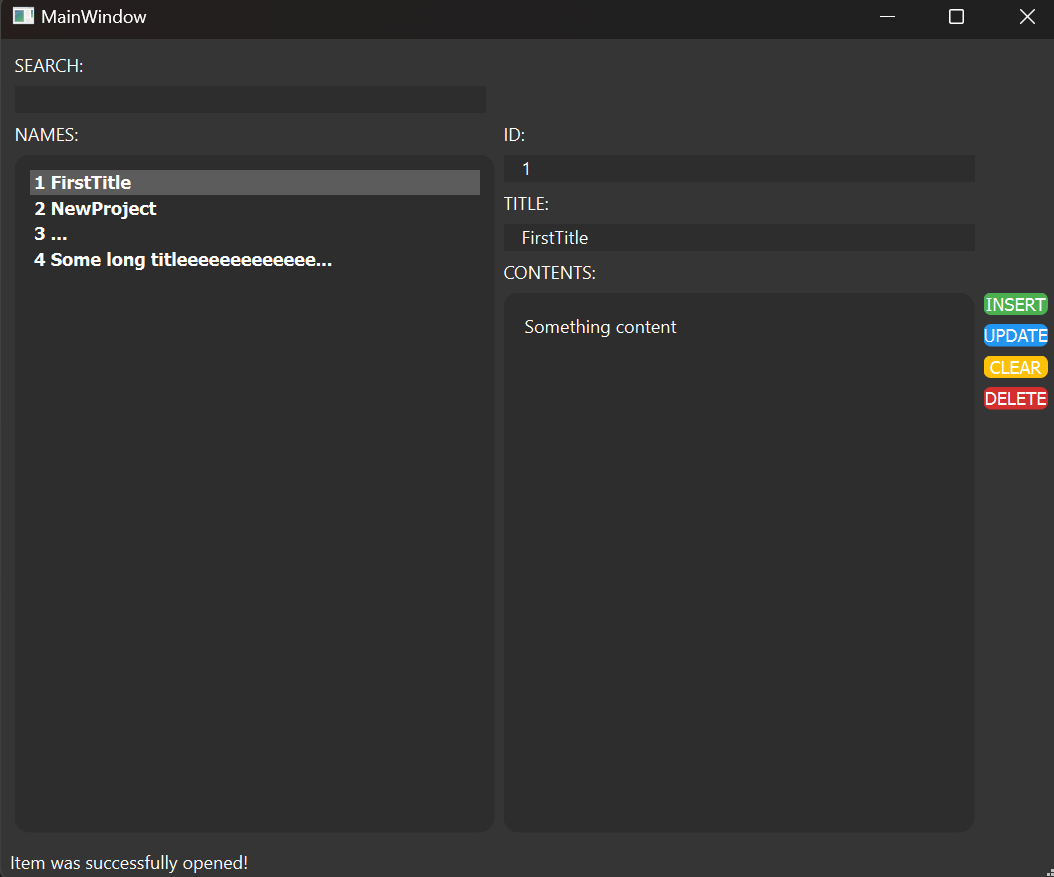 MainWindow
SEARCH:
NAMES:
1 FirstTitle
2 NewProject
3 ...
4 Some long titleeeeeeeeeeeee...
ID:
1
TITLE:
FirstTitle
CONTENTS:
Something content
INSERT
UPDATE
CLEAR
DELETE
Item was successfully opened!